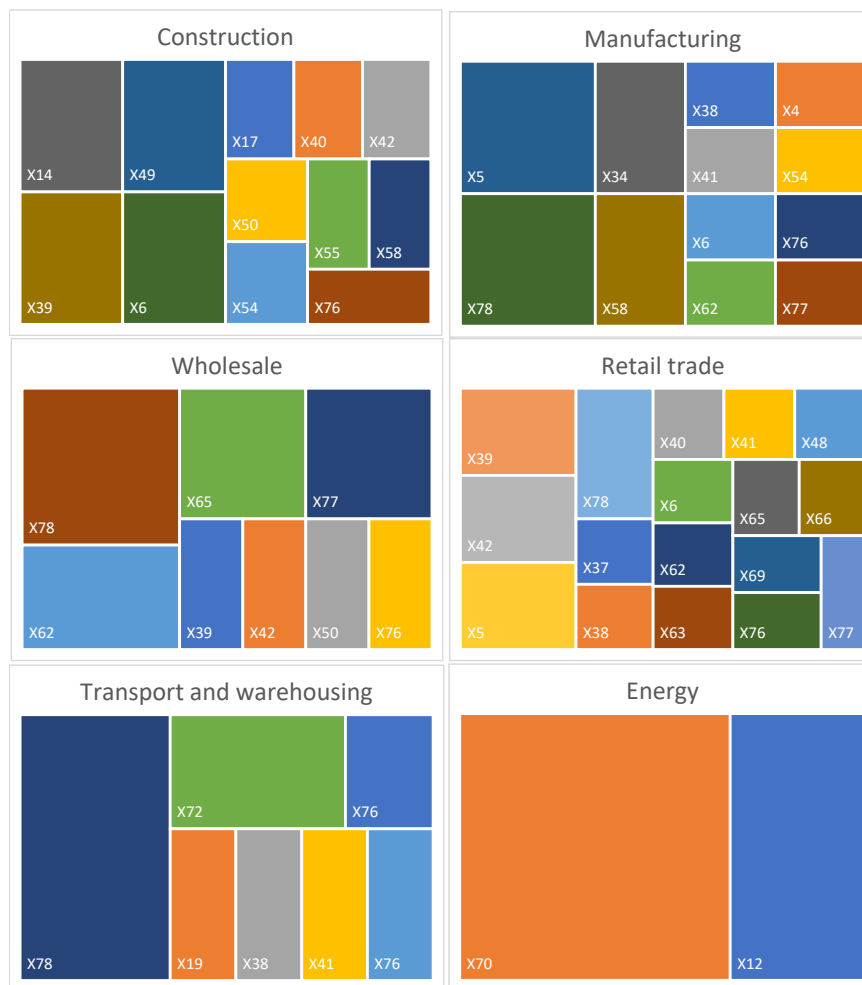 Construction
X14
X49
X17
X40
X42
X50
X55
X58
X39
X6
X54
X76
Manufacturing
X5
X34
X38
X4
X41
X54
X78
X58
X6
X76
X62
X77
Wholesale
X78
X65
X77
X62
X39
X42
X50
X76
Retail trade
X39
X78
X40
X41
X48
X42
X37
X6
X65
X66
X62
X69
X5
X38
X63
X76
X77
Transport and warehousing
X78
X72
X76
X19
X38
X41
X76
Energy
X70
X12